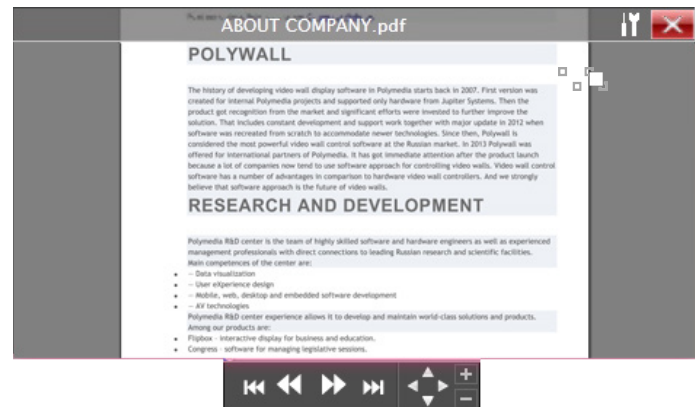 ABOUT COMPANY.pdf
POLYWALL
The history of developing video wall display software in Polymedia starts back in 2007. First version was
created for internal Polymedia projects and supported only hardware from Jupiter Systems. Then the
product got recognition from the market and significant efforts were invested to further improve the
solution. That includes constant development and support work together with major update in 2012 when
software was recreated from scratch to accommodate newer technologies. Since then, Polywall is
considered the most powerful video wall control software at the Russian market. In 2013 Polywall was
offered for international partners of Polymedia. It has got immediate attention after the product launch
because a lot of companies now tend to use software approach for controlling video walls. Video wall control
software has a number of advantages in comparison to hardware video wall controllers. And we strongly
believe that software approach is the future of video walls.
RESEARCH AND DEVELOPMENT
Polymedia R&D center is the team of highly skilled software and hardware engineers as well as experienced
management professionals with direct connections to leading Russian research and scientific facilities.
Main competences of the center are:
• — Data visualization
• — User eXperience design
• — Mobile, web, desktop and embedded software development
• — AV technologies
Polymedia R&D center experience allows it to develop and maintain world-class solutions and products.
Among our products are:
• Flipbox - interactive display for business and education.
• Congress - software for managing legislative sessions.